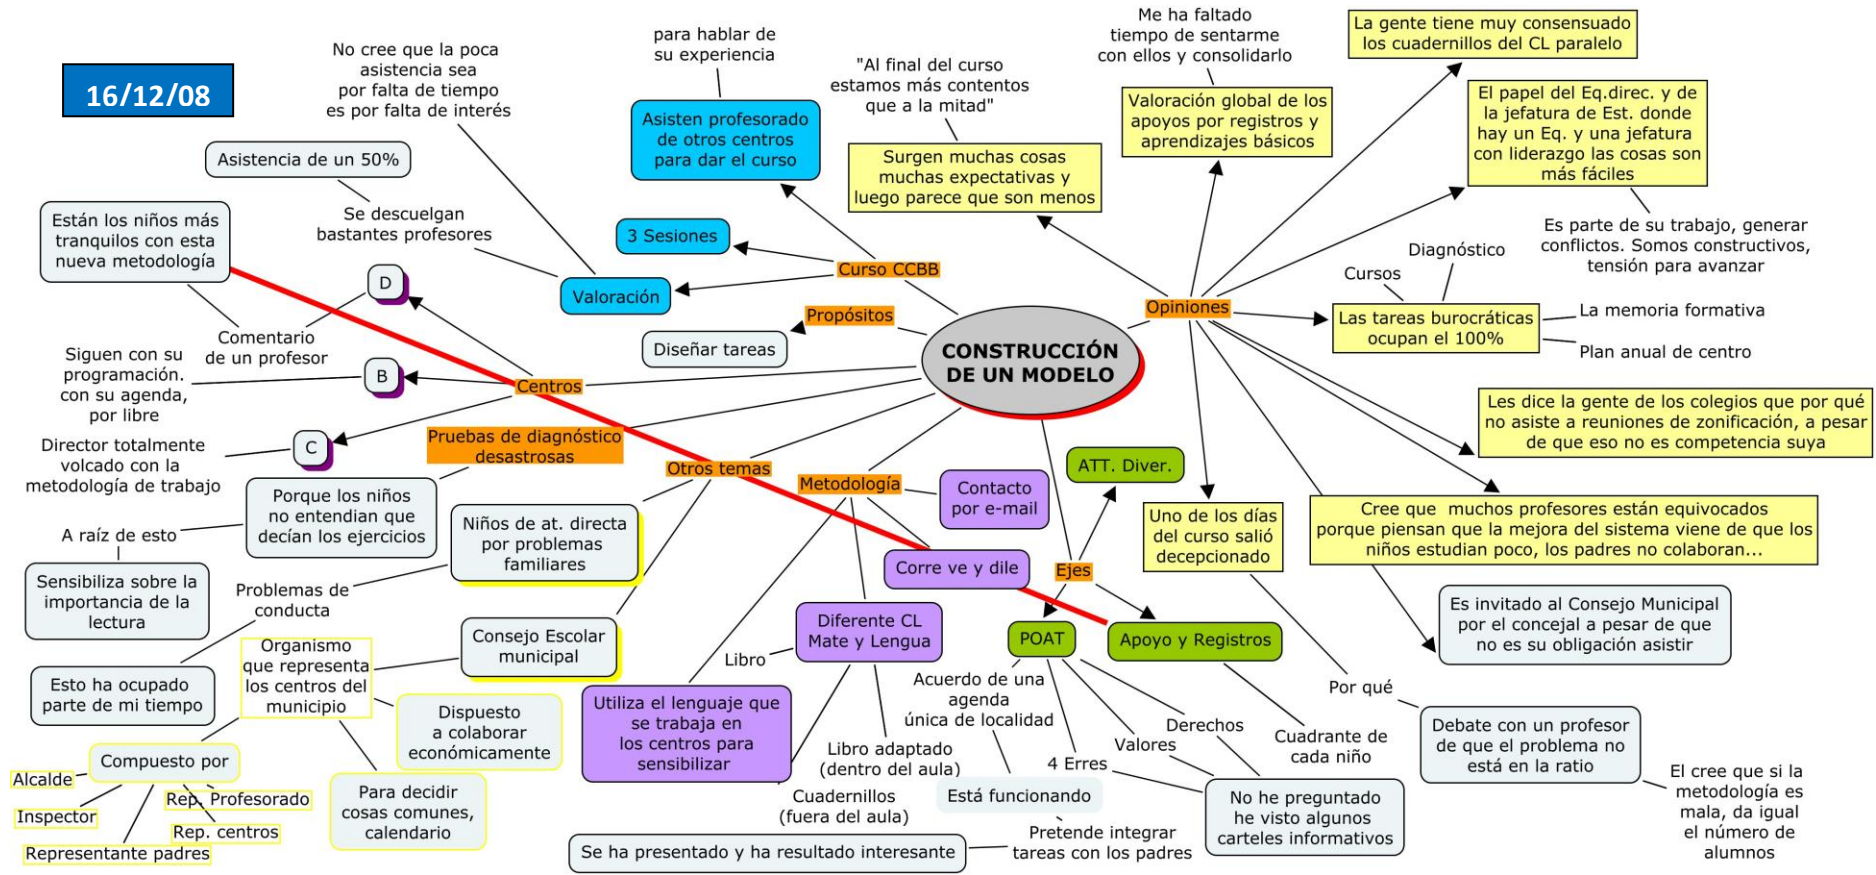 16/12/08
No cree que la poca
asistencia sea
por falta de tiempo
es por falta de interés
para hablar de
su experiencia
"Al final del curso
estamos más contentos
que a la mitad"
Me ha faltado
tiempo de sentarme
con ellos y consolidarlo
La gente tiene muy consensuado
los cuadernillos del CL paralelo
Asistencia de un 50%
Asisten profesorado
de otros centros
para dar el curso
Surgen muchas cosas
muchas expectativas y
luego parece que son menos
Valoración global de los
apoyos por registros y
aprendizajes básicos
El papel del Eq.direc. y de
la jefatura de Est. donde
hay un Eq. y una jefatura
con liderazgo las cosas son
más fáciles
Están los niños más
tranquilos con esta
nueva metodología
Se descuelgan
bastantes profesores
3 Sesiones
Curso CCBB
Valoración
Es parte de su trabajo, generar
conflictos. Somos constructivos,
tensión para avanzar
Diagnóstico
Cursos
D
Comentario
de un profesor
Propósitos
Diseñar tareas
CONSTRUCCIÓN
DE UN MODELO
Opiniones
Las tareas burocráticas
ocupan el 100%
La memoria formativa
Plan anual de centro
Siguen con su
programación.
con su agenda,
por libre
B
Centros
Director totalmente
volcado con la
metodología de trabajo
C
Pruebas de diagnóstico
desastrosas
Otros temas
Metodología
ATT. Diver.
Les dice la gente de los colegios que por qué
no asiste a reuniones de zonificación, a pesar
de que eso no es competencia suya
Porque los niños
no entendian que
decían los ejercicios
A raíz de esto
Niños de at. directa
por problemas
familiares
Contacto
por e-mail
Uno de los días
del curso salió
decepcionado
Cree que muchos profesores están equivocados
porque piensan que la mejora del sistema viene de que los
niños estudian poco, los padres no colaboran...
Sensibiliza sobre la
importancia de la
lectura
Problemas de
conducta
Corre ve y dile
Ejes
Es invitado al Consejo Municipal
por el concejal a pesar de que
no es su obligación asistir
Organismo
que representa
los centros del
municipio
Consejo Escolar
municipal
Diferente CL
Mate y Lengua
Libro
POAT
Apoyo y Registros
Esto ha ocupado
parte de mi tiempo
Utiliza el lenguaje que
se trabaja en
los centros para
sensibilizar
Acuerdo de una
agenda
única de localidad
Por qué
Dispuesto
a colaborar
económicamente
Derechos
Valores
4 Erres
Cuadrante de
cada niño
Debate con un profesor
de que el problema no
está en la ratio
Compuesto por
Alcalde
Inspector
Representante padres
Rep. centros
Rep. Profesorado
Para decidir
cosas comunes,
calendario
Libro adaptado
(dentro del aula)
Cuadernillos
(fuera del aula)
Está funcionando
No he preguntado
he visto algunos
carteles informativos
El cree que si la
metodología es
mala, da igual
el número de
alumnos
Pretende integrar
tareas con los padres
Se ha presentado y ha resultado interesante